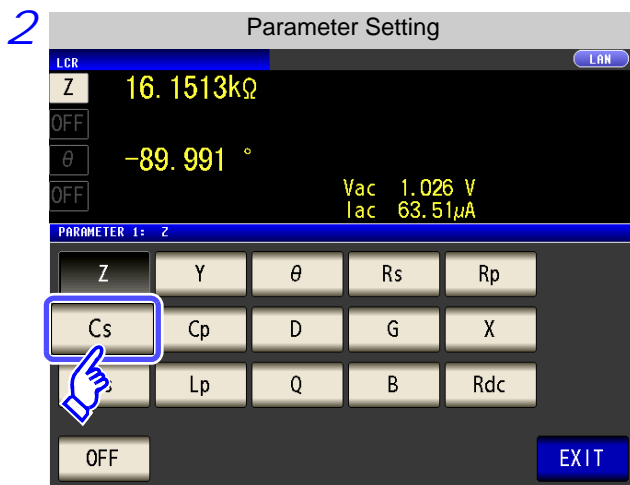 2
Parameter Setting
LCR LAN
Z 16.1513kΩ
OFF
θ -89.991 °
OFF
Vac 1.026 V
Iac 63.51μA
PARAMETER 1: Z
Z Y θ Rs Rp
Cs Cp D G X
Lp Q B Rdc
OFF EXIT